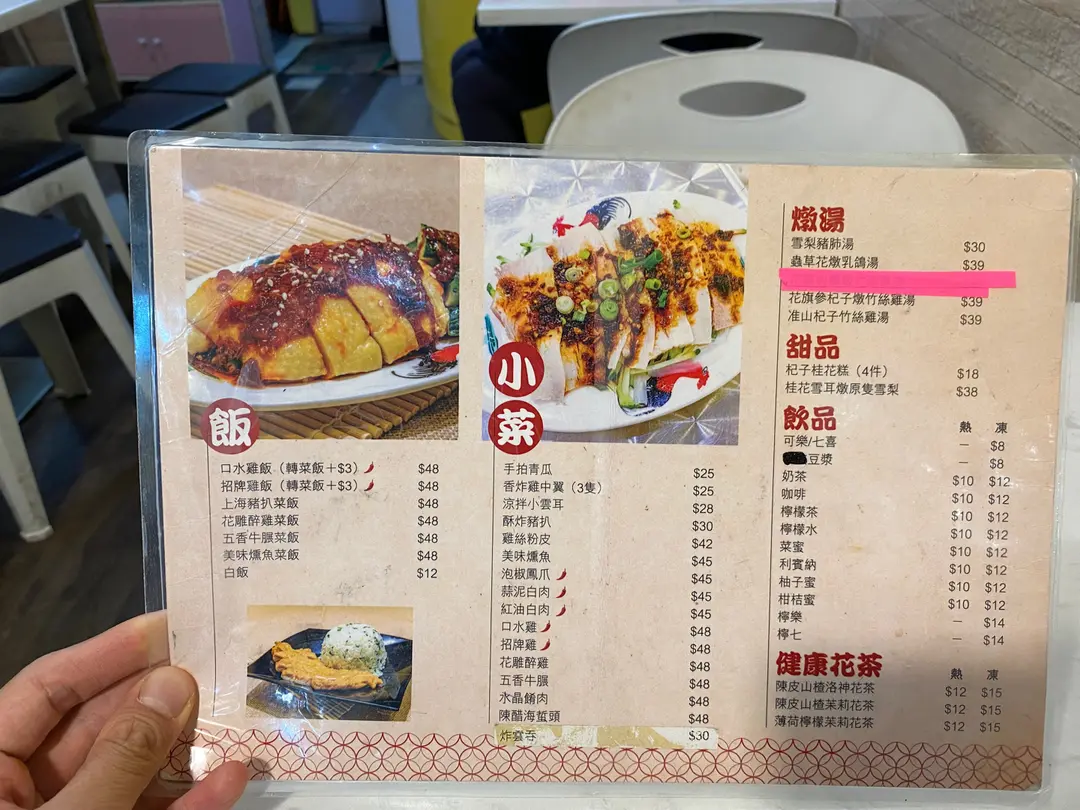 飯
口水雞飯（轉菜飯＋$3） $48
招牌雞飯（轉菜飯＋$3） $48
上海豬扒菜飯 $48
花雕醉雞菜飯 $48
五香牛𦟌菜飯 $48
美味燻魚菜飯 $48
白飯 $12
小菜
手拍青瓜 $25
香炸雞中翼（3隻） $25
涼拌小雲耳 $28
酥炸豬扒 $30
雞絲粉皮 $42
美味燻魚 $45
泡椒鳳爪 $45
蒜泥白肉 $45
紅油白肉 $45
口水雞 $48
招牌雞 $48
花雕醉雞 $48
五香牛𦟌 $48
水晶餚肉 $48
陳醋海蜇頭 $48
炸雲吞 $30
燉湯
雪梨豬肺湯 $30
蟲草花燉乳鴿湯 $39
花旗參杞子燉竹絲雞湯 $39
准山杞子竹絲雞湯 $39
甜品
杞子桂花糕（4件） $18
桂花雪耳燉原隻雪梨 $38
飲品 熱 凍
可樂/七喜 － $8
豆漿 － $8
奶茶 $10 $12
咖啡 $10 $12
檸檬茶 $10 $12
檸檬水 $10 $12
菜蜜 $10 $12
利賓納 $10 $12
柚子蜜 $10 $12
柑桔蜜 $10 $12
檸樂 － $14
檸七 － $14
健康花茶 熱 凍
陳皮山楂洛神花茶 $12 $15
陳皮山楂茉莉花茶 $12 $15
薄荷檸檬茉莉花茶 $12 $15